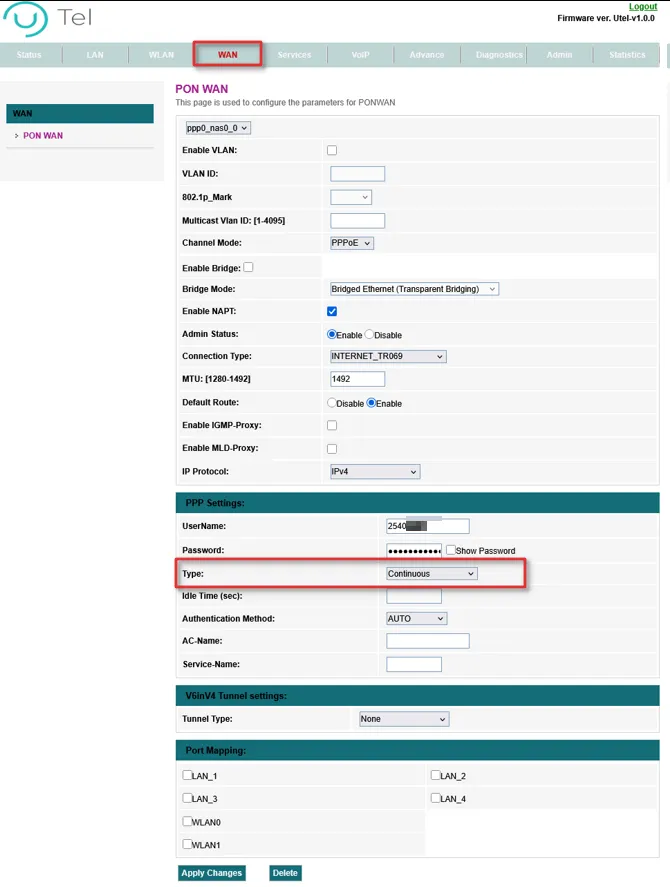 Logout
Tel
Firmware ver. Utel-v1.0.0
Status LAN WLAN WAN Services VoIP Advance Diagnostics Admin Statistics
PON WAN
This page is used to configure the parameters for PONWAN
WAN
PON WAN
ppp0_nas0_0
Enable VLAN:
VLAN ID:
802.1p_Mark
Multicast Vlan ID: [1-4095]
Channel Mode: PPPoE
Enable Bridge:
Bridge Mode: Bridged Ethernet (Transparent Bridging)
Enable NAPT:
Admin Status: Enable Disable
Connection Type: INTERNET_TR069
MTU: [1280-1492] 1492
Default Route: Disable Enable
Enable IGMP-Proxy:
Enable MLD-Proxy:
IP Protocol: IPv4
PPP Settings:
UserName: 2540
Password: ●●●●●●●●●●● Show Password
Type: Continuous
Idle Time (sec):
Authentication Method: AUTO
AC-Name:
Service-Name:
V6inV4 Tunnel settings:
Tunnel Type: None
Port Mapping:
LAN_1 LAN_2
LAN_3 LAN_4
WLAN0
WLAN1
Apply Changes Delete